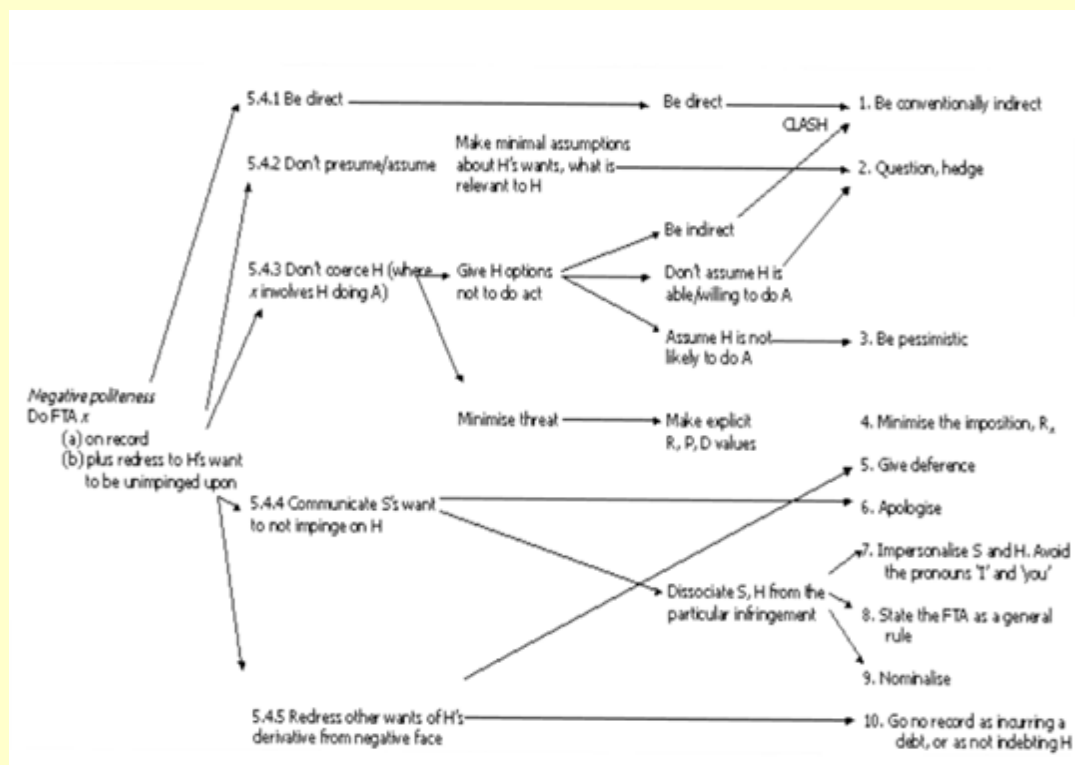 5.4.1 Be direct
Be direct
1. Be conventionally indirect
CLASH
5.4.2 Don't presume/assume
Make minimal assumptions
about H's wants, what is
relevant to H
2. Question, hedge
Be indirect
5.4.3 Don't coerce H (where
x involves H doing A)
Give H options
not to do act
Don't assume H is
able/willing to do A
Assume H is not
likely to do A
3. Be pessimistic
Negative politeness
Do FTA x
(a) on record
(b) plus redress to H's want
to be unimpinged upon
Minimise threat
Make explicit
R, P, D values
4. Minimise the imposition, Rx
5. Give deference
5.4.4 Communicate S's want
to not impinge on H
6. Apologise
Dissociate S, H from the
particular infringement
7. Impersonalise S and H. Avoid
the pronouns 'I' and 'you'
8. State the FTA as a general
rule
9. Nominalise
5.4.5 Redress other wants of H's
derivative from negative face
10. Go no record as incurring a
debt, or as not indebting H